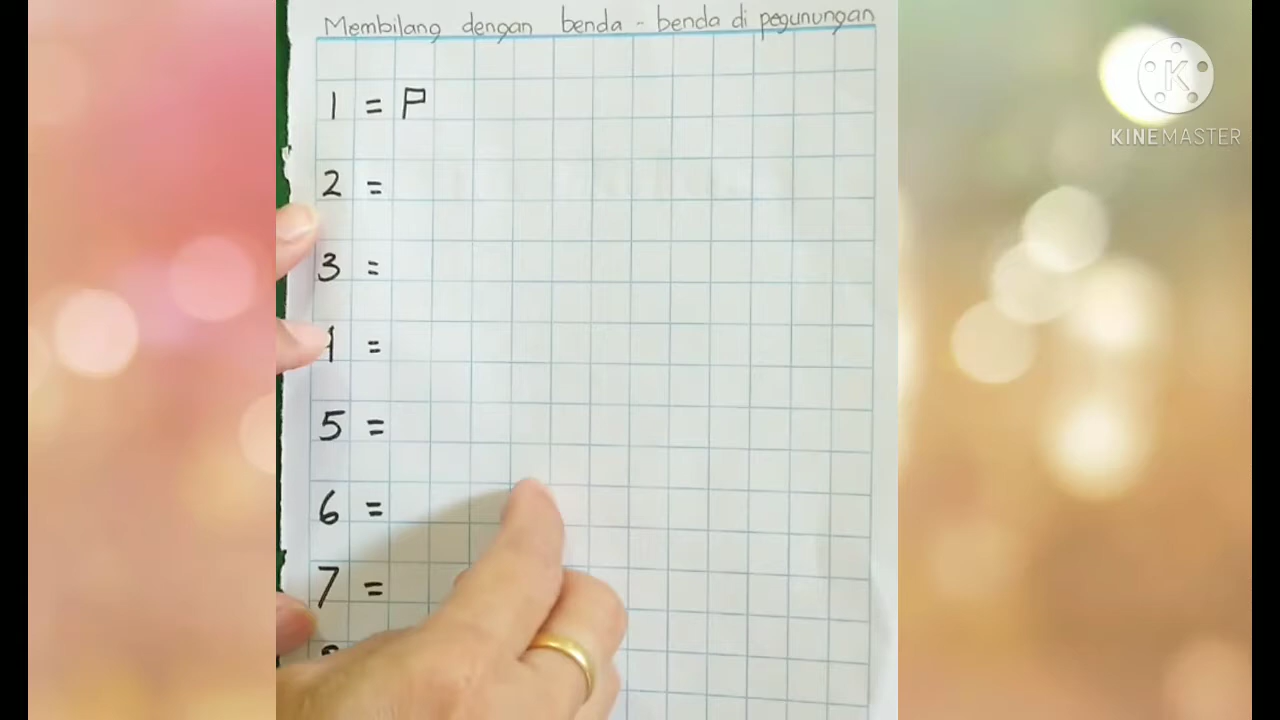 Membilang dengan benda - benda di pegunungan
1 = P
2 =
3 =
4 =
5 =
6 =
7 =
K
KINEMASTER